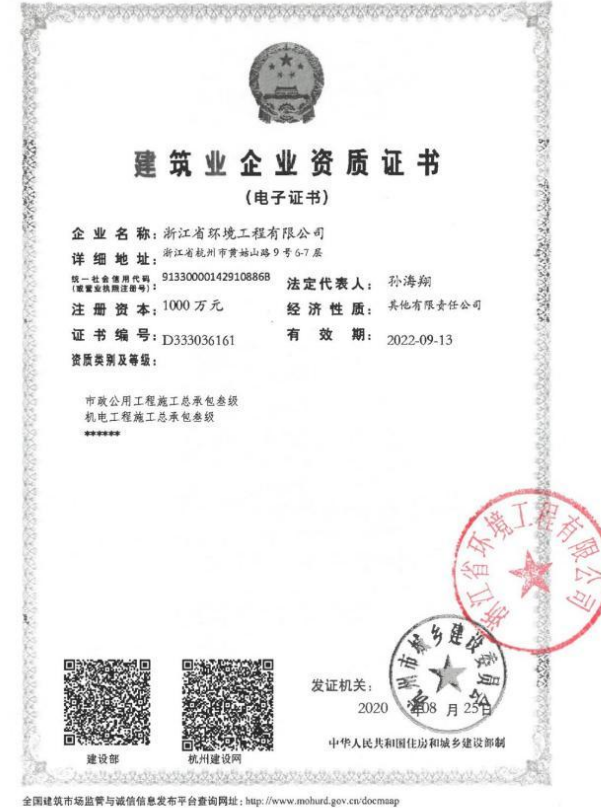 建筑业企业资质证书
(电子证书)
企业名称：浙江省环境工程有限公司
详细地址：浙江省杭州市黄姑山路9号6-7层
统一社会信用代码
(或营业执照注册号)：91330000142910886B
法定代表人：孙海翔
注册资本：1000万元
经济性质：其他有限责任公司
证书编号：D333036161
有效期：2022-09-13
资质类别及等级：
市政公用工程施工总承包叁级
机电工程施工总承包叁级
******
浙江省环境工程有限公司
杭州市城乡建设委员会
发证机关：
2020年08月25日
中华人民共和国住房和城乡建设部制
建设部
杭州建设网
全国建筑市场监管与诚信信息发布平台查询网址：http://www.mohurd.gov.cn/docmaap